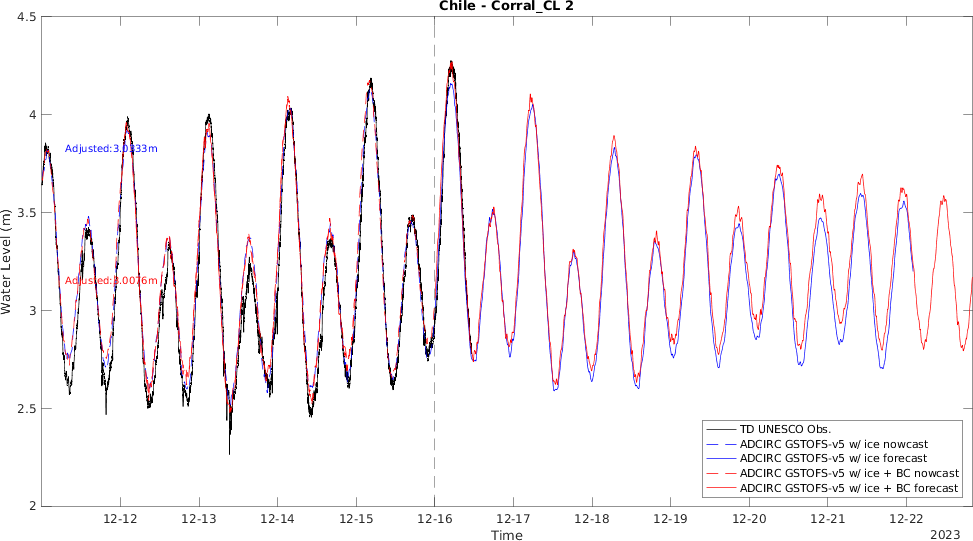 Chile - Corral_CL 2
4.5
4
3.5
3
2.5
2
Water Level (m)
Adjusted:3.0333m
Adjusted:3.0076m
12-12
12-13
12-14
12-15
12-16
12-17
12-18
12-19
12-20
12-21
12-22
Time
2023
TD UNESCO Obs.
ADCIRC GSTOFS-v5 w/ ice nowcast
ADCIRC GSTOFS-v5 w/ ice forecast
ADCIRC GSTOFS-v5 w/ ice + BC nowcast
ADCIRC GSTOFS-v5 w/ ice + BC forecast